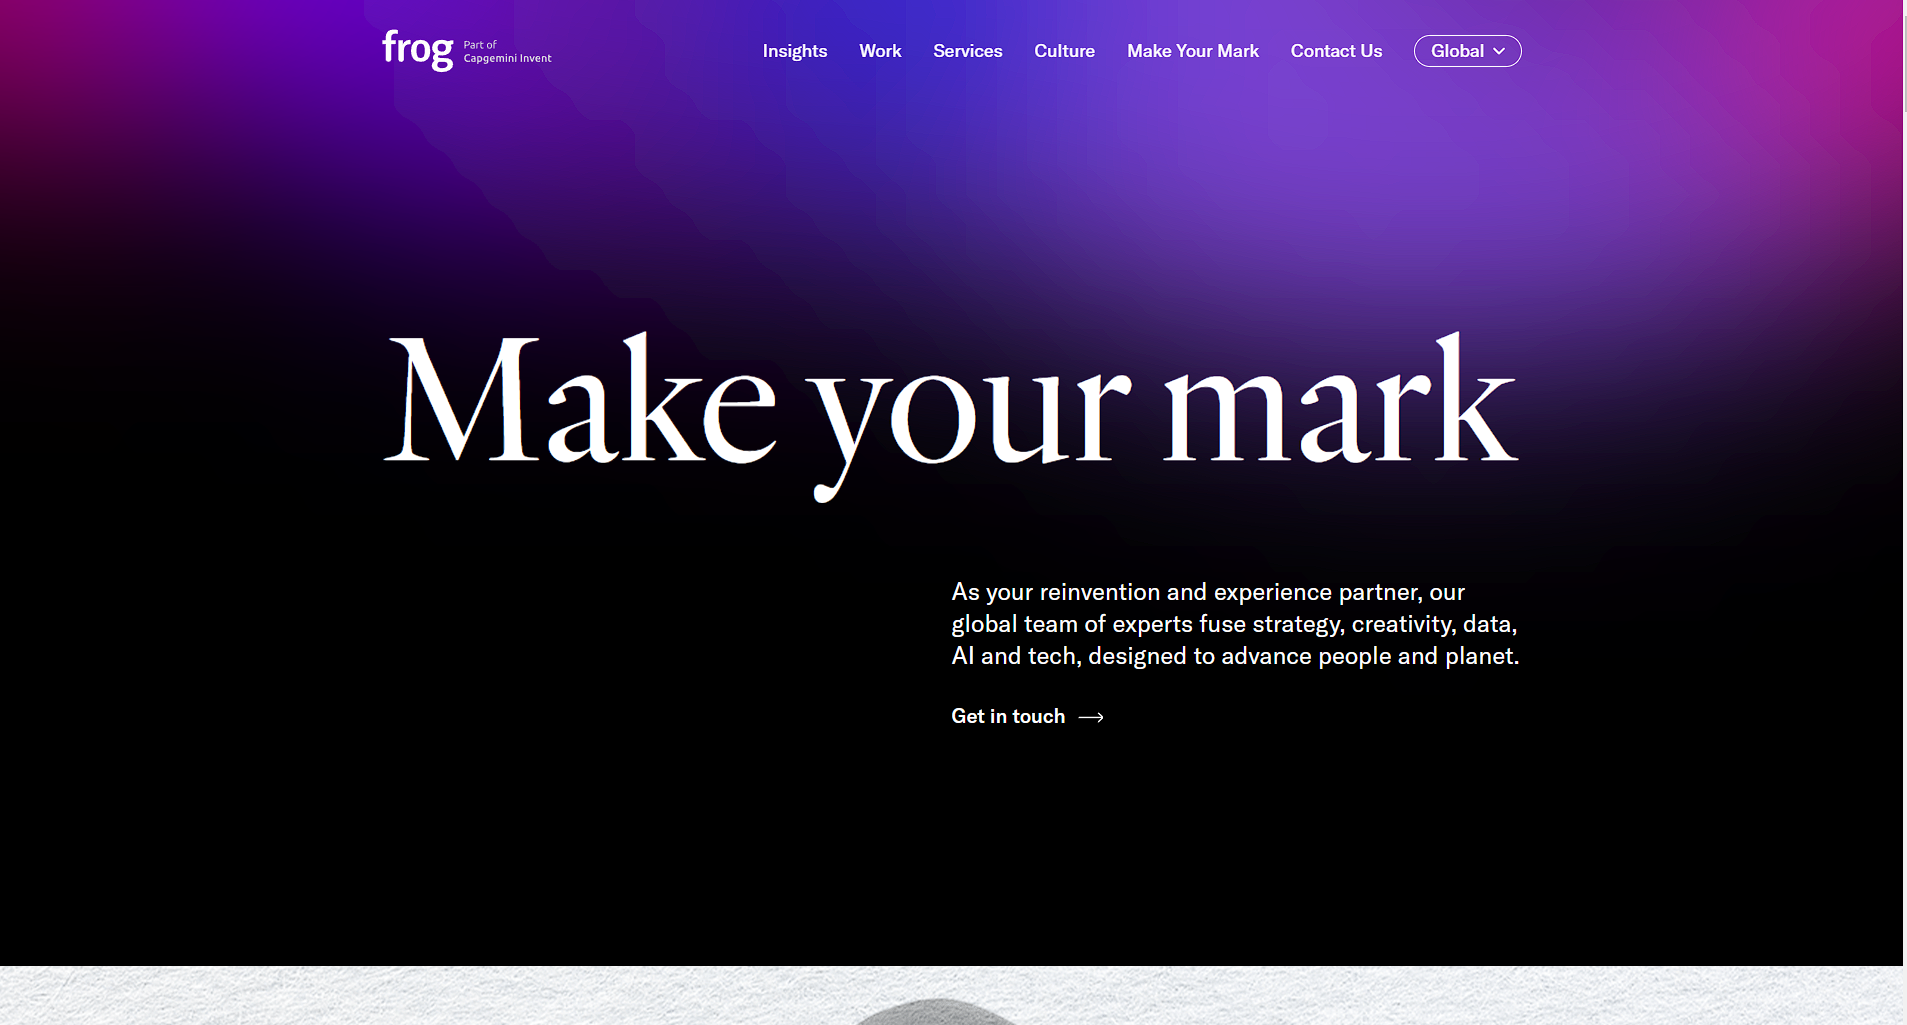 frog
Part of
Capgemini Invent
Insights
Work
Services
Culture
Make Your Mark
Contact Us
Global
Make your mark
As your reinvention and experience partner, our
global team of experts fuse strategy, creativity, data,
AI and tech, designed to advance people and planet.
Get in touch